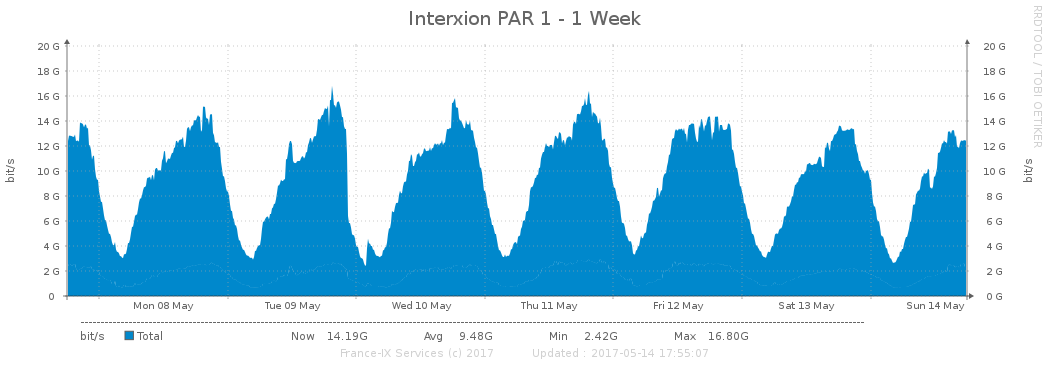 Interxion PAR 1 - 1 Week
RRDTOOL / TOBI OETIKER
20 G 20 G
18 G 18 G
16 G 16 G
14 G 14 G
12 G 12 G
10 G 10 G
8 G 8 G
6 G 6 G
4 G 4 G
2 G 2 G
0 0 G
bit/s bit/s
Mon 08 May Tue 09 May Wed 10 May Thu 11 May Fri 12 May Sat 13 May Sun 14 May
bit/s Total Now 14.19G Avg 9.48G Min 2.42G Max 16.80G
France-IX Services (c) 2017 Updated : 2017-05-14 17:55:07